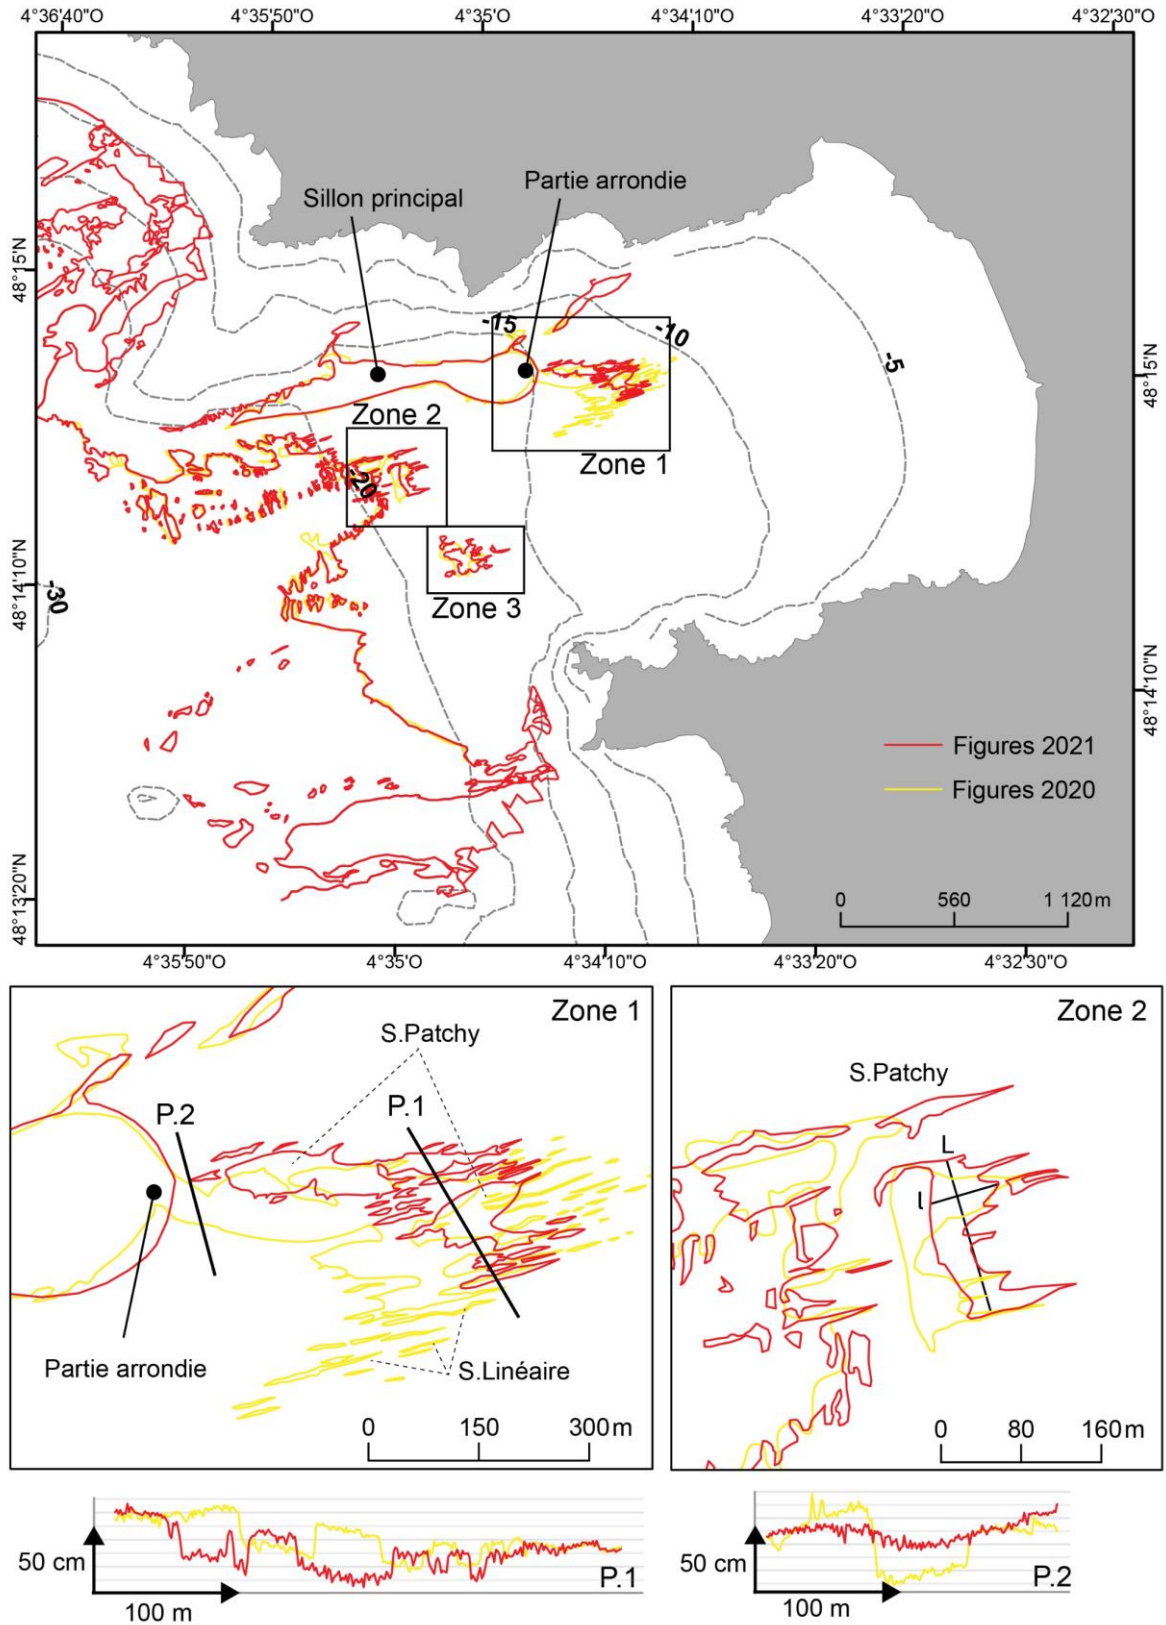 4°36'40"O 4°35'50"O 4°35'O 4°34'10"O 4°33'20"O 4°32'30"O
Partie arrondie
Sillon principal
48°15'N
-15
-10
-5
48°15'N
Zone 2
Zone 1
-20
48°14'10"N
-30
Zone 3
48°14'10"N
Figures 2021
Figures 2020
48°13'20"N
0 560 1 120 m
4°35'50"O 4°35'O 4°34'10"O 4°33'20"O 4°32'30"O
Zone 1
S.Patchy
P.2
P.1
Partie arrondie
S.Linéaire
0 150 300 m
Zone 2
S.Patchy
L
l
0 80 160 m
50 cm
P.1
100 m
50 cm
P.2
100 m